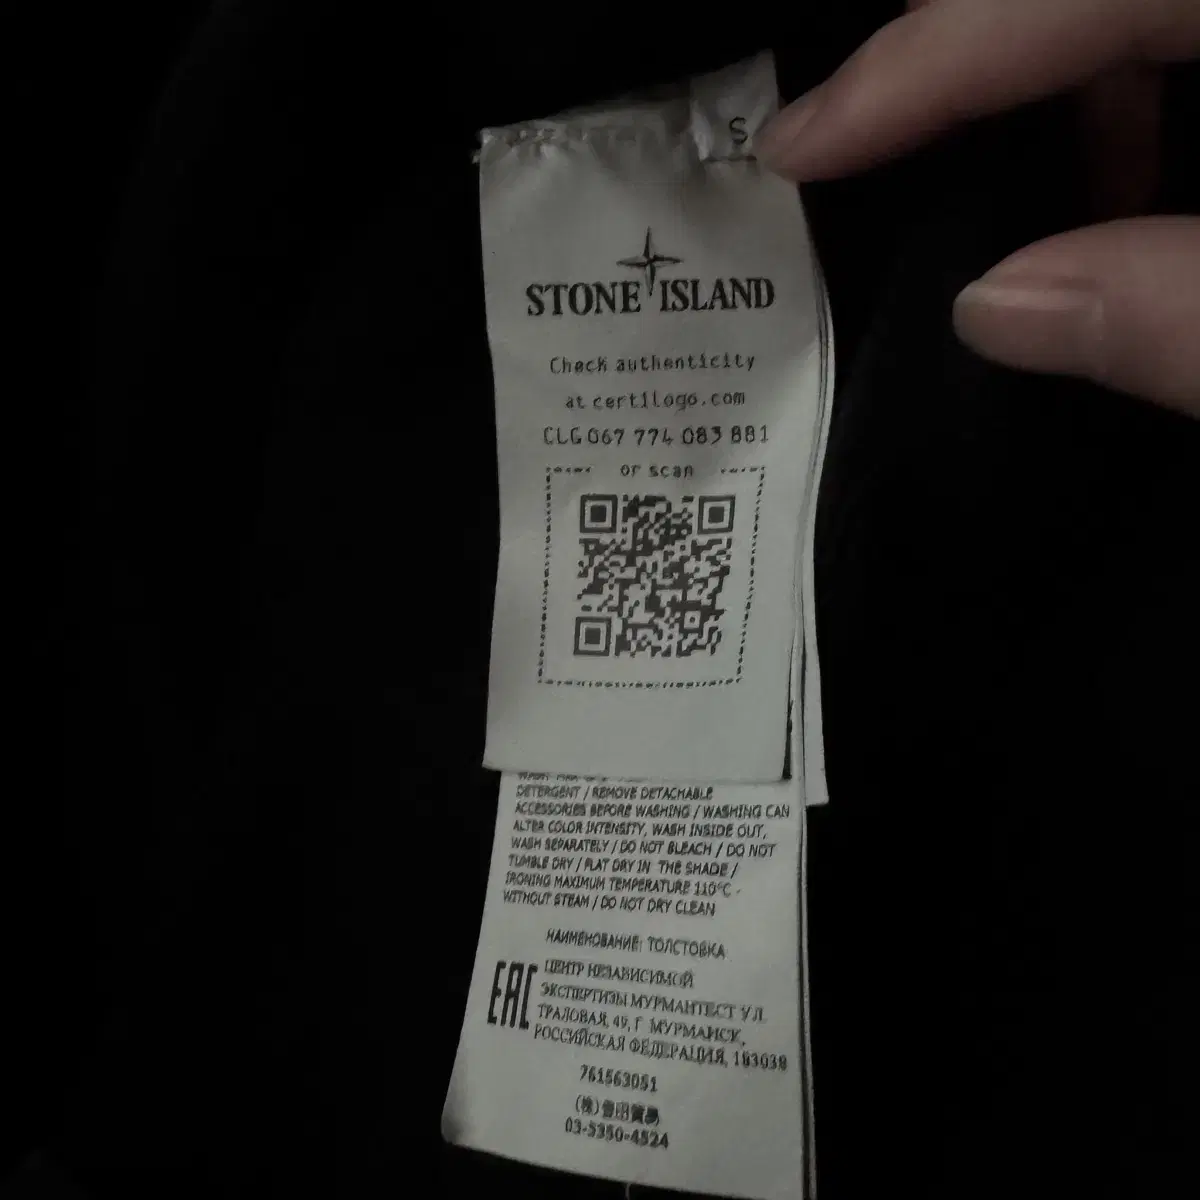 S
STONE ISLAND
Check authenticity
at certilogo.com
CLG 067 774 083 881
or scan
DETERGENT / REMOVE DETACHABLE
ACCESSORIES BEFORE WASHING / WASHING CAN
ALTER COLOR INTENSITY, WASH INSIDE OUT,
WASH SEPARATELY / DO NOT BLEACH / DO NOT
TUMBLE DRY / FLAT DRY IN THE SHADE /
IRONING MAXIMUM TEMPERATURE 110°C -
WITHOUT STEAM / DO NOT DRY CLEAN
НАИМЕНОВАНИЕ: ТОЛСТОВКА
EAC
ЦЕНТР НЕЗАВИСИМОЙ
ЭКСПЕРТИЗЫ МУРМАНТЕСТ УЛ.
ТРАЛОВАЯ, 49, Г МУРМАНСК,
РОССИЙСКАЯ ФЕДЕРАЦИЯ, 183038
761563051
(株)
03-5350-4524